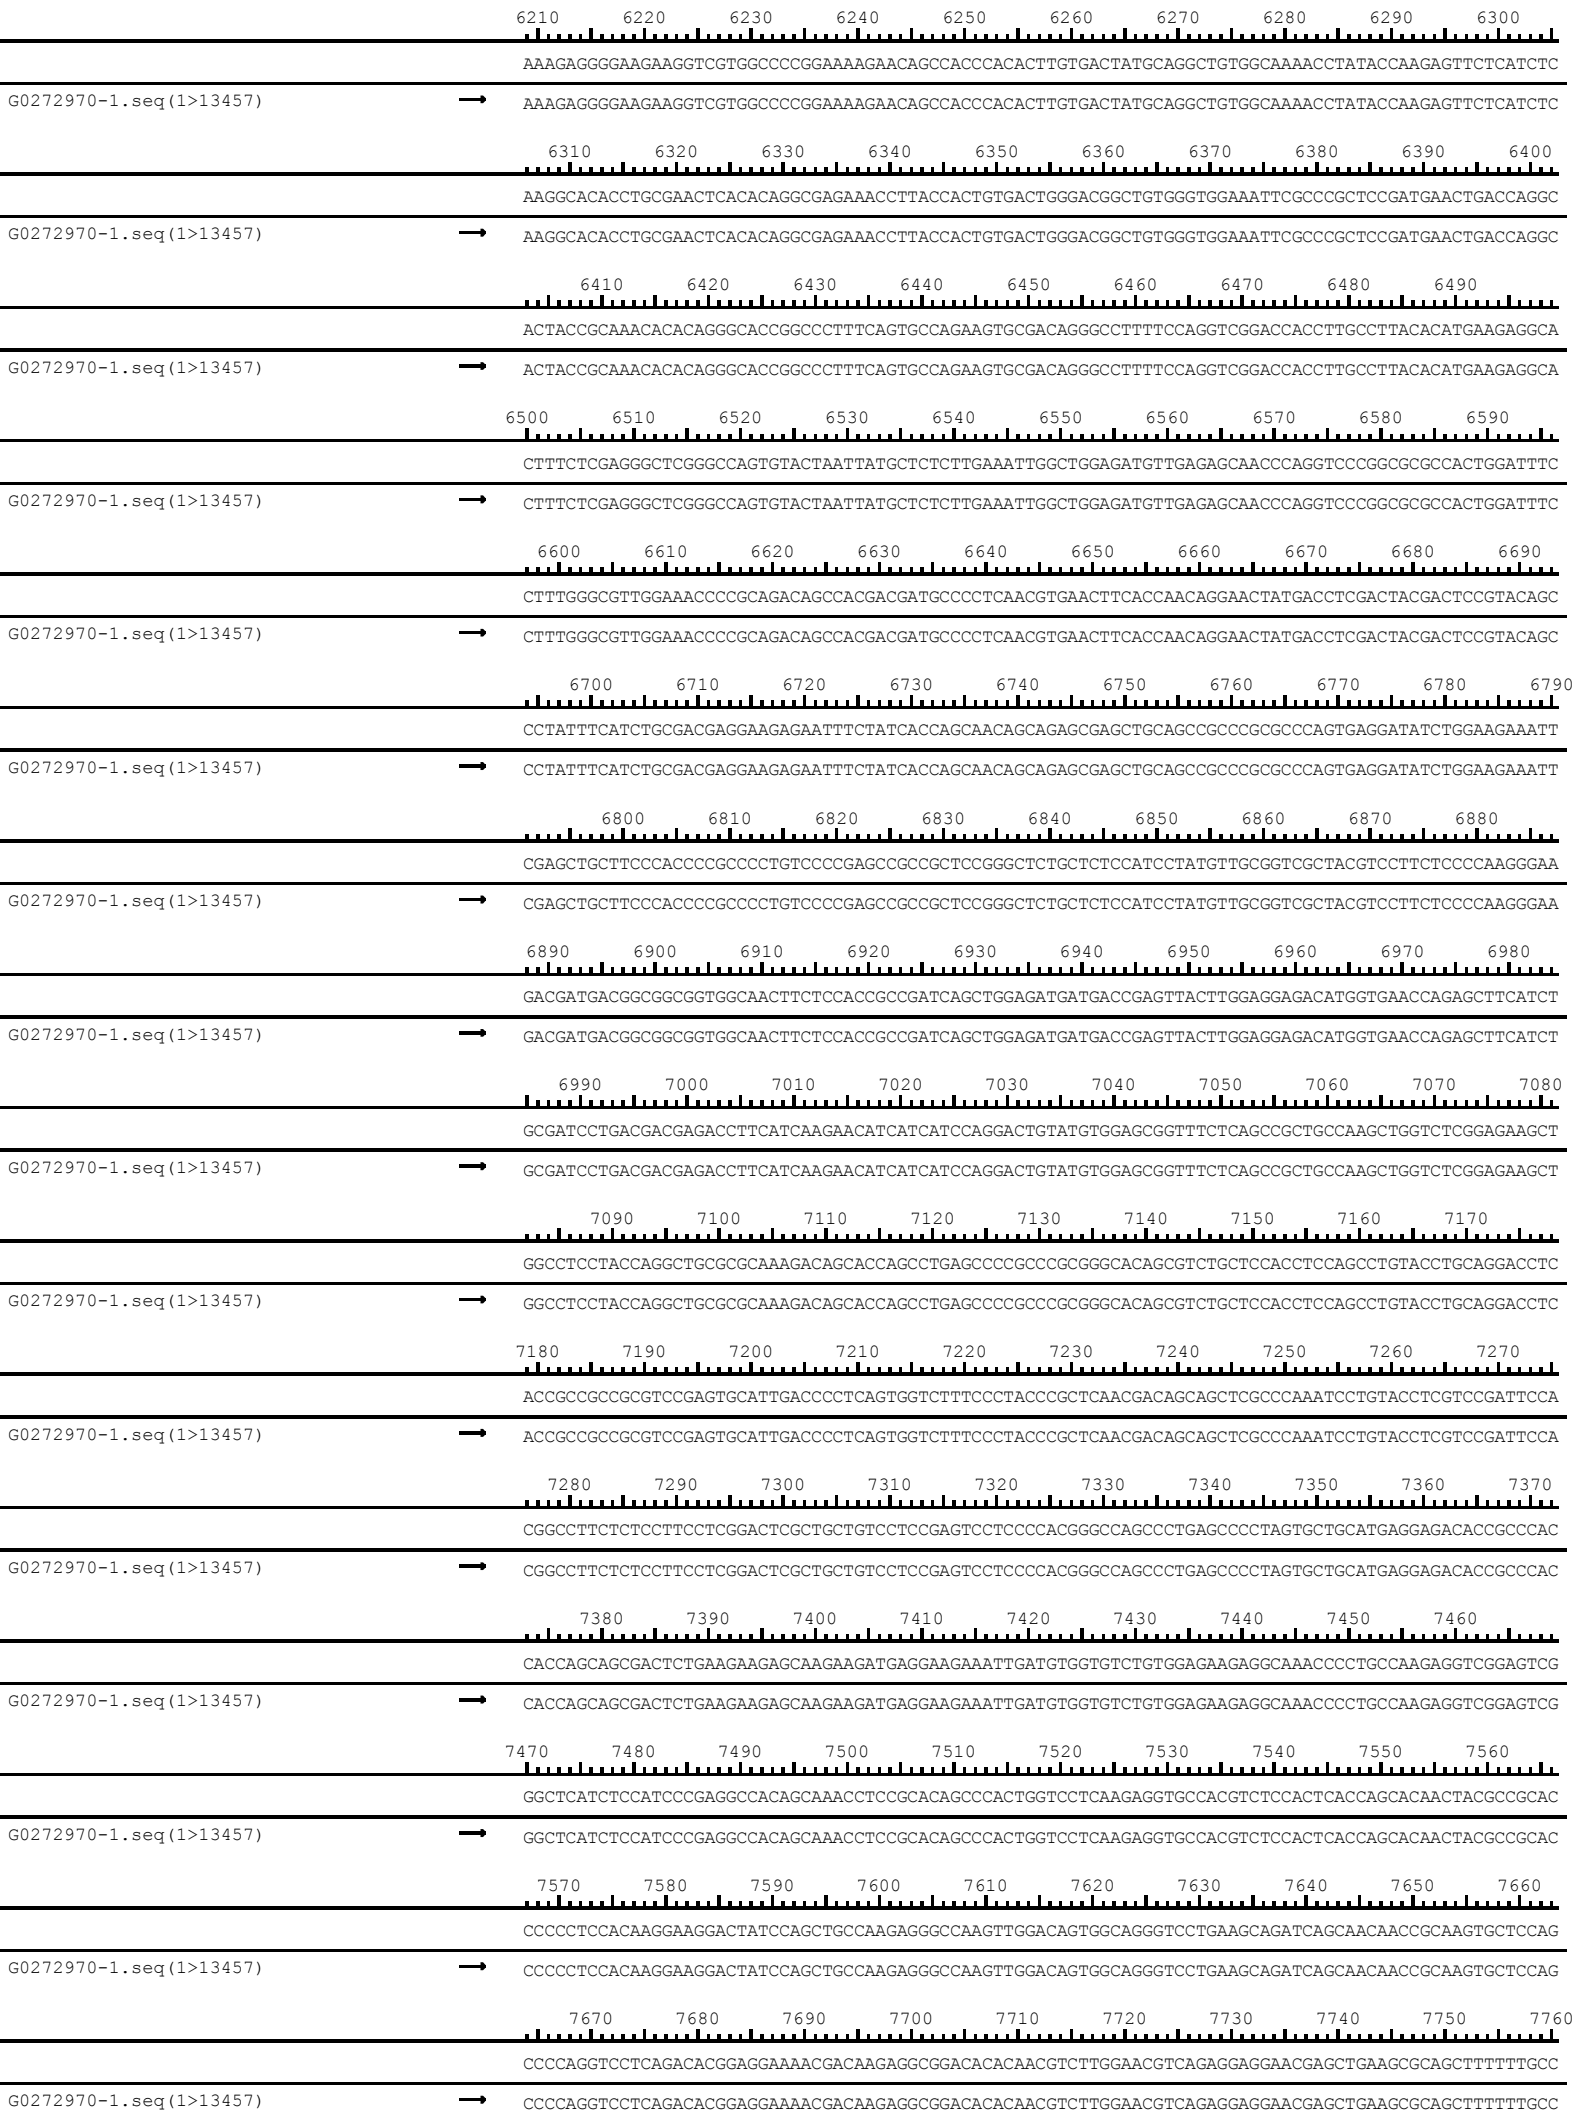 6210 6220 6230 6240 6250 6260 6270 6280 6290 6300
AAAGAGGGGAAGAAGGTCGTGGCCCCGGAAAAGAACAGCCACCCACACTTGTGACTATGCAGGCTGTGGCAAAACCTATACCAAGAGTTCTCATCTC
G0272970-1.seq(1>13457) → AAAGAGGGGAAGAAGGTCGTGGCCCCGGAAAAGAACAGCCACCCACACTTGTGACTATGCAGGCTGTGGCAAAACCTATACCAAGAGTTCTCATCTC
6310 6320 6330 6340 6350 6360 6370 6380 6390 6400
AAGGCACACCTGCGAACTCACACAGGCGAGAAACCTTACCACTGTGACTGGGACGGCTGTGGGTGGAAATTCGCCCGCTCCGATGAACTGACCAGGC
G0272970-1.seq(1>13457) → AAGGCACACCTGCGAACTCACACAGGCGAGAAACCTTACCACTGTGACTGGGACGGCTGTGGGTGGAAATTCGCCCGCTCCGATGAACTGACCAGGC
6410 6420 6430 6440 6450 6460 6470 6480 6490
ACTACCGCAAACACACAGGGCACCGGCCCTTTCAGTGCCAGAAGTGCGACAGGGCCTTTTCCAGGTCGGACCACCTTGCCTTACACATGAAGAGGCA
G0272970-1.seq(1>13457) → ACTACCGCAAACACACAGGGCACCGGCCCTTTCAGTGCCAGAAGTGCGACAGGGCCTTTTCCAGGTCGGACCACCTTGCCTTACACATGAAGAGGCA
6500 6510 6520 6530 6540 6550 6560 6570 6580 6590
CTTTCTCGAGGGCTCGGGCCAGTGTACTAATTATGCTCTCTTGAAATTGGCTGGAGATGTTGAGAGCAACCCAGGTCCCGGCGCGCCACTGGATTTC
G0272970-1.seq(1>13457) → CTTTCTCGAGGGCTCGGGCCAGTGTACTAATTATGCTCTCTTGAAATTGGCTGGAGATGTTGAGAGCAACCCAGGTCCCGGCGCGCCACTGGATTTC
6600 6610 6620 6630 6640 6650 6660 6670 6680 6690
CTTTGGGCGTTGGAAACCCCGCAGACAGCCACGACGATGCCCCTCAACGTGAACTTCACCAACAGGAACTATGACCTCGACTACGACTCCGTACAGC
G0272970-1.seq(1>13457) → CTTTGGGCGTTGGAAACCCCGCAGACAGCCACGACGATGCCCCTCAACGTGAACTTCACCAACAGGAACTATGACCTCGACTACGACTCCGTACAGC
6700 6710 6720 6730 6740 6750 6760 6770 6780 6790
CCTATTTCATCTGCGACGAGGAAGAGAATTTCTATCACCAGCAACAGCAGAGCGAGCTGCAGCCGCCCGCGCCCAGTGAGGATATCTGGAAGAAATT
G0272970-1.seq(1>13457) → CCTATTTCATCTGCGACGAGGAAGAGAATTTCTATCACCAGCAACAGCAGAGCGAGCTGCAGCCGCCCGCGCCCAGTGAGGATATCTGGAAGAAATT
6800 6810 6820 6830 6840 6850 6860 6870 6880
CGAGCTGCTTCCCACCCCGCCCCTGTCCCCGAGCCGCCGCTCCGGGCTCTGCTCTCCATCCTATGTTGCGGTCGCTACGTCCTTCTCCCCAAGGGAA
G0272970-1.seq(1>13457) → CGAGCTGCTTCCCACCCCGCCCCTGTCCCCGAGCCGCCGCTCCGGGCTCTGCTCTCCATCCTATGTTGCGGTCGCTACGTCCTTCTCCCCAAGGGAA
6890 6900 6910 6920 6930 6940 6950 6960 6970 6980
GACGATGACGGCGGCGGTGGCAACTTCTCCACCGCCGATCAGCTGGAGATGATGACCGAGTTACTTGGAGGAGACATGGTGAACCAGAGCTTCATCT
G0272970-1.seq(1>13457) → GACGATGACGGCGGCGGTGGCAACTTCTCCACCGCCGATCAGCTGGAGATGATGACCGAGTTACTTGGAGGAGACATGGTGAACCAGAGCTTCATCT
6990 7000 7010 7020 7030 7040 7050 7060 7070 7080
GCGATCCTGACGACGAGACCTTCATCAAGAACATCATCATCCAGGACTGTATGTGGAGCGGTTTCTCAGCCGCTGCCAAGCTGGTCTCGGAGAAGCT
G0272970-1.seq(1>13457) → GCGATCCTGACGACGAGACCTTCATCAAGAACATCATCATCCAGGACTGTATGTGGAGCGGTTTCTCAGCCGCTGCCAAGCTGGTCTCGGAGAAGCT
7090 7100 7110 7120 7130 7140 7150 7160 7170
GGCCTCCTACCAGGCTGCGCGCAAAGACAGCACCAGCCTGAGCCCCGCCCGCGGGCACAGCGTCTGCTCCACCTCCAGCCTGTACCTGCAGGACCTC
G0272970-1.seq(1>13457) → GGCCTCCTACCAGGCTGCGCGCAAAGACAGCACCAGCCTGAGCCCCGCCCGCGGGCACAGCGTCTGCTCCACCTCCAGCCTGTACCTGCAGGACCTC
7180 7190 7200 7210 7220 7230 7240 7250 7260 7270
ACCGCCGCCGCGTCCGAGTGCATTGACCCCTCAGTGGTCTTTCCCTACCCGCTCAACGACAGCAGCTCGCCCAAATCCTGTACCTCGTCCGATTCCA
G0272970-1.seq(1>13457) → ACCGCCGCCGCGTCCGAGTGCATTGACCCCTCAGTGGTCTTTCCCTACCCGCTCAACGACAGCAGCTCGCCCAAATCCTGTACCTCGTCCGATTCCA
7280 7290 7300 7310 7320 7330 7340 7350 7360 7370
CGGCCTTCTCTCCTTCCTCGGACTCGCTGCTGTCCTCCGAGTCCTCCCCACGGGCCAGCCCTGAGCCCCTAGTGCTGCATGAGGAGACACCGCCCAC
G0272970-1.seq(1>13457) → CGGCCTTCTCTCCTTCCTCGGACTCGCTGCTGTCCTCCGAGTCCTCCCCACGGGCCAGCCCTGAGCCCCTAGTGCTGCATGAGGAGACACCGCCCAC
7380 7390 7400 7410 7420 7430 7440 7450 7460
CACCAGCAGCGACTCTGAAGAAGAGCAAGAAGATGAGGAAGAAATTGATGTGGTGTCTGTGGAGAAGAGGCAAACCCCTGCCAAGAGGTCGGAGTCG
G0272970-1.seq(1>13457) → CACCAGCAGCGACTCTGAAGAAGAGCAAGAAGATGAGGAAGAAATTGATGTGGTGTCTGTGGAGAAGAGGCAAACCCCTGCCAAGAGGTCGGAGTCG
7470 7480 7490 7500 7510 7520 7530 7540 7550 7560
GGCTCATCTCCATCCCGAGGCCACAGCAAACCTCCGCACAGCCCACTGGTCCTCAAGAGGTGCCACGTCTCCACTCACCAGCACAACTACGCCGCAC
G0272970-1.seq(1>13457) → GGCTCATCTCCATCCCGAGGCCACAGCAAACCTCCGCACAGCCCACTGGTCCTCAAGAGGTGCCACGTCTCCACTCACCAGCACAACTACGCCGCAC
7570 7580 7590 7600 7610 7620 7630 7640 7650 7660
CCCCCTCCACAAGGAAGGACTATCCAGCTGCCAAGAGGGCCAAGTTGGACAGTGGCAGGGTCCTGAAGCAGATCAGCAACAACCGCAAGTGCTCCAG
G0272970-1.seq(1>13457) → CCCCCTCCACAAGGAAGGACTATCCAGCTGCCAAGAGGGCCAAGTTGGACAGTGGCAGGGTCCTGAAGCAGATCAGCAACAACCGCAAGTGCTCCAG
7670 7680 7690 7700 7710 7720 7730 7740 7750 7760
CCCCAGGTCCTCAGACACGGAGGAAAACGACAAGAGGCGGACACACAACGTCTTGGAACGTCAGAGGAGGAACGAGCTGAAGCGCAGCTTTTTTGCC
G0272970-1.seq(1>13457) → CCCCAGGTCCTCAGACACGGAGGAAAACGACAAGAGGCGGACACACAACGTCTTGGAACGTCAGAGGAGGAACGAGCTGAAGCGCAGCTTTTTTGCC